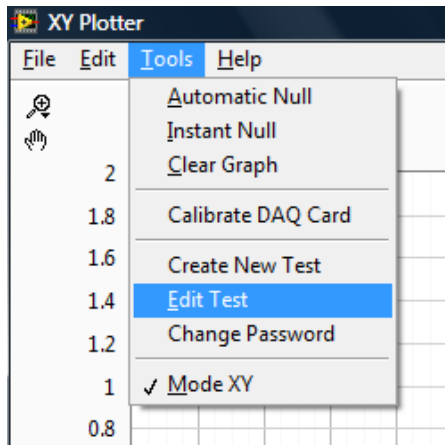 XY Plotter
File Edit Tools Help
Automatic Null
Instant Null
Clear Graph
Calibrate DAQ Card
Create New Test
Edit Test
Change Password
✓ Mode XY
2
1.8
1.6
1.4
1.2
1
0.8